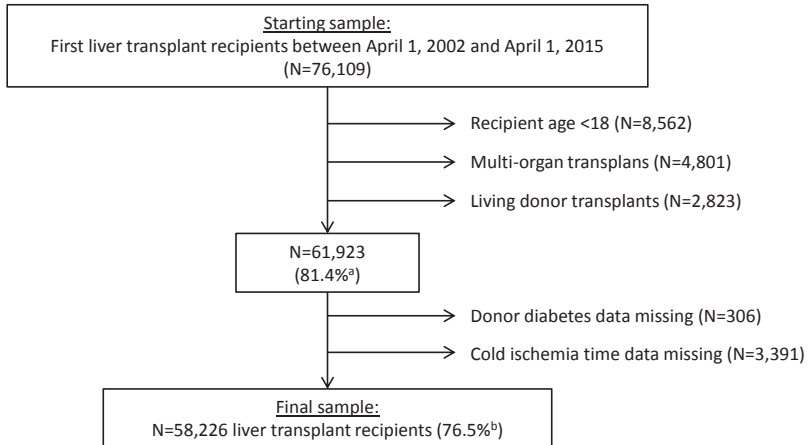 Starting sample:
First liver transplant recipients between April 1, 2002 and April 1, 2015
(N=76,109)
Recipient age <18 (N=8,562)
Multi-organ transplans (N=4,801)
Living donor transplants (N=2,823)
N=61,923
(81.4%ᵃ)
Donor diabetes data missing (N=306)
Cold ischemia time data missing (N=3,391)
Final sample:
N=58,226 liver transplant recipients (76.5%ᵇ)